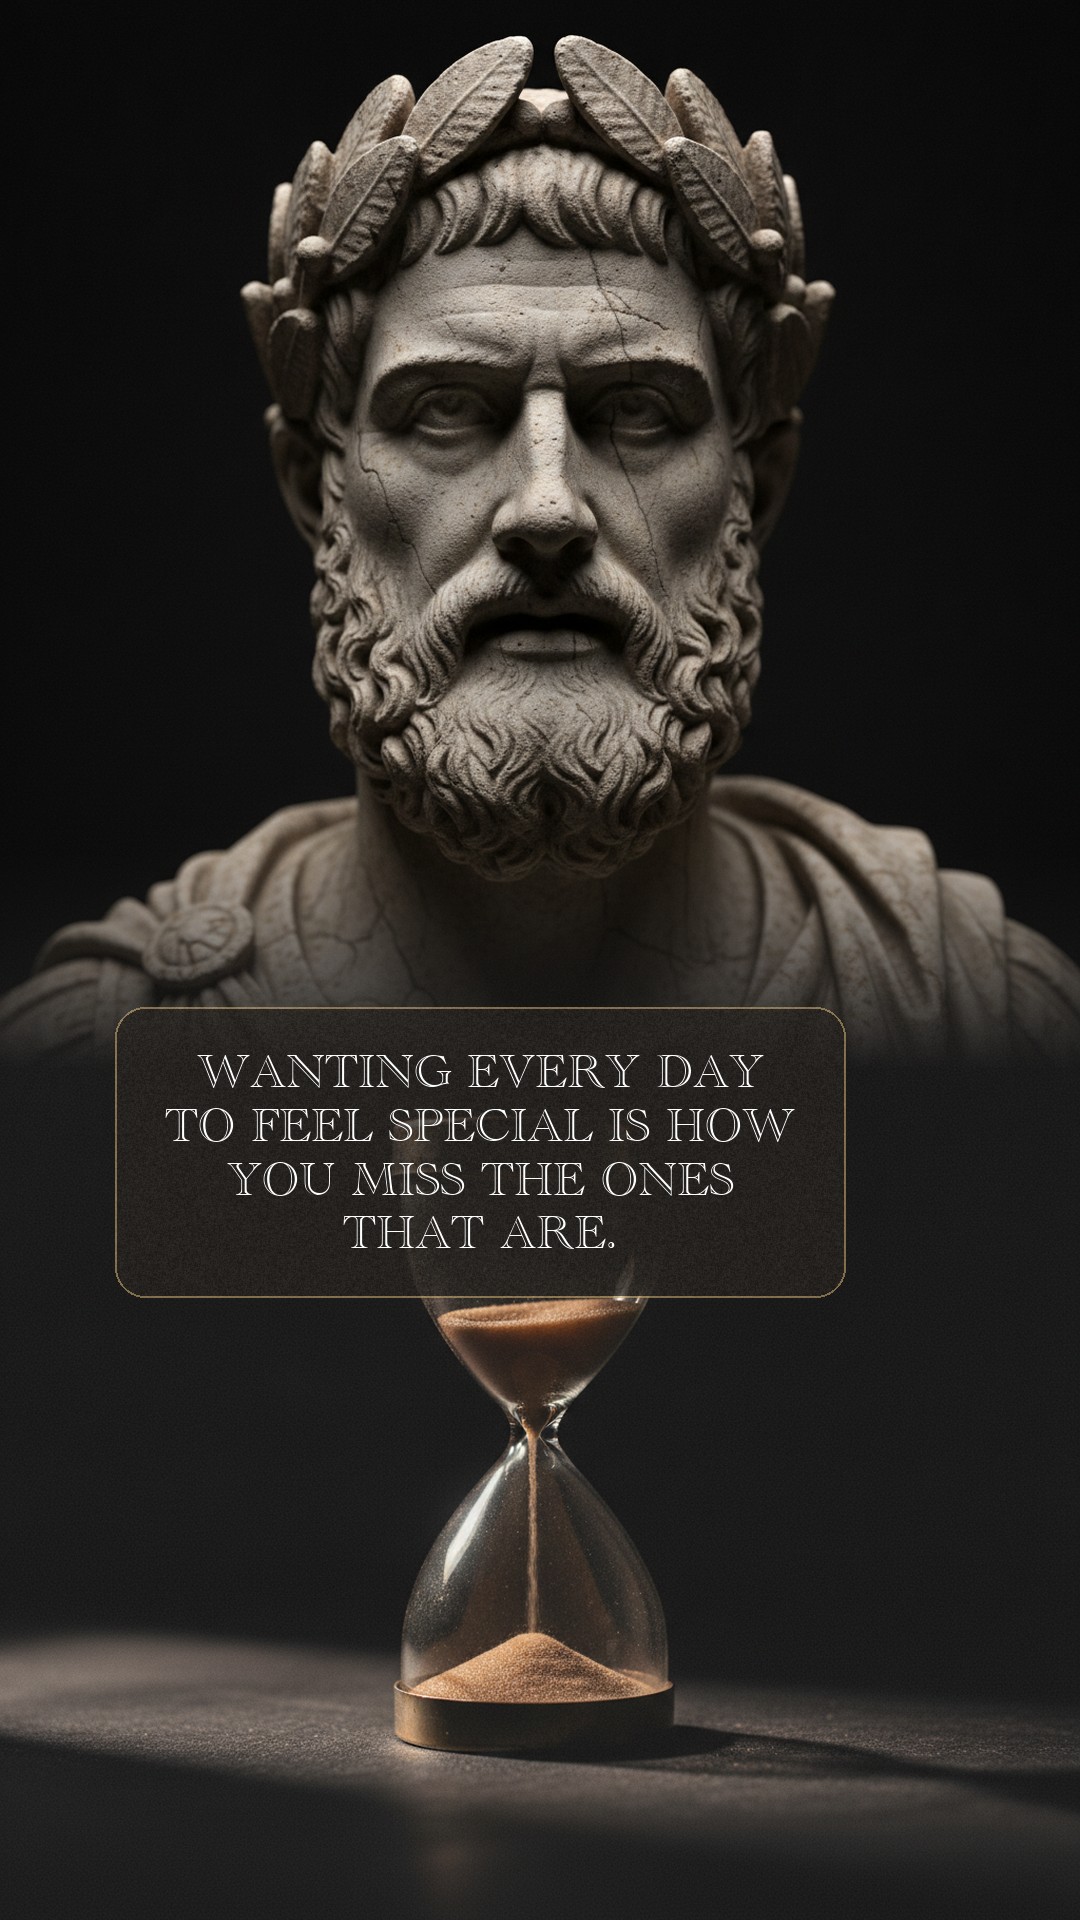 WANTING EVERY DAY
TO FEEL SPECIAL IS HOW
YOU MISS THE ONES
THAT ARE.